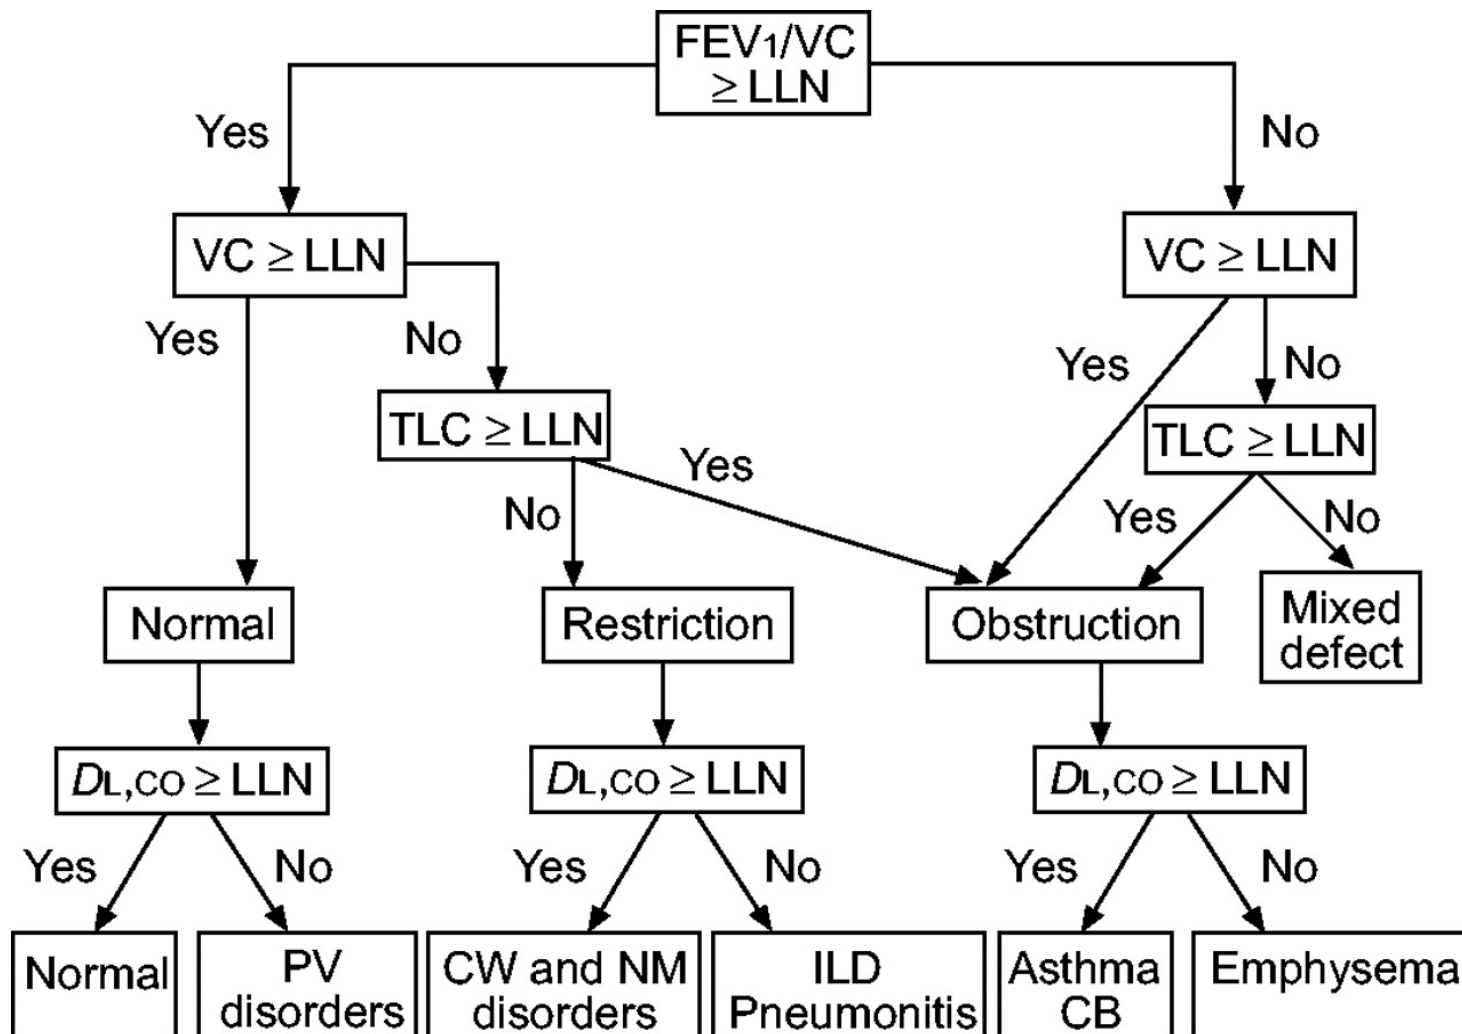 FEV1/VC
≥ LLN
Yes
No
VC ≥ LLN
VC ≥ LLN
Yes
No
Yes
No
TLC ≥ LLN
TLC ≥ LLN
Yes
No
Yes
No
Normal
Restriction
Obstruction
Mixed
defect
DL,CO ≥ LLN
DL,CO ≥ LLN
DL,CO ≥ LLN
Yes
No
Yes
No
Yes
No
Normal
PV
disorders
CW and NM
disorders
ILD
Pneumonitis
Asthma
CB
Emphysema